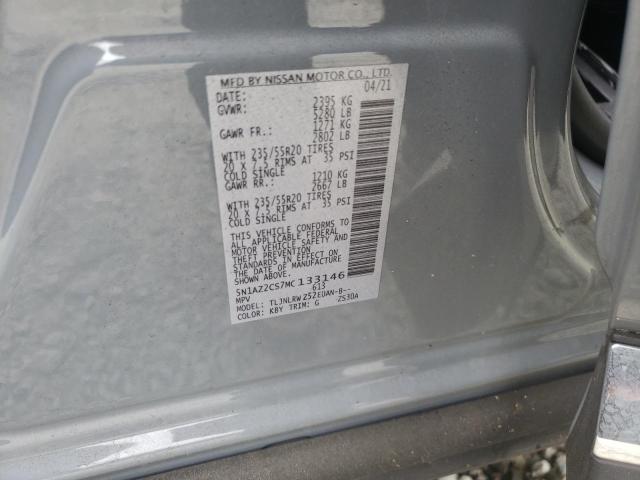 MFD BY NISSAN MOTOR CO., LTD.
DATE: 04/21
GVWR: 2395 KG
5280 LB
GAWR FR.: 1271 KG
2802 LB
WITH 235/55R20 TIRES
20 X 7.5 RIMS AT 35 PSI
COLD SINGLE
GAWR RR.: 1210 KG
2667 LB
WITH 235/55R20 TIRES
20 X 7.5 RIMS AT 35 PSI
COLD SINGLE
THIS VEHICLE CONFORMS TO
ALL APPLICABLE FEDERAL
MOTOR VEHICLE SAFETY AND
THEFT PREVENTION
STANDARDS IN EFFECT ON
THE DATE OF MANUFACTURE
SHOWN ABOVE.
5N1AZ2CS7MC133146
MPV 613
TLJNLRWZ52EUAN-B--
COLOR: KBY TRIM: G ZS30A